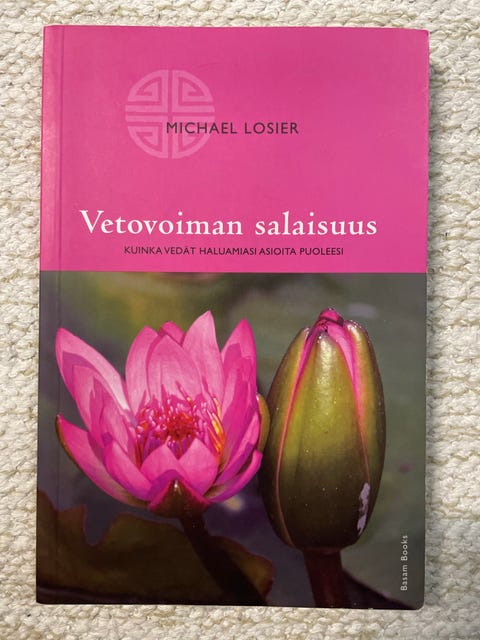 MICHAEL LOSIER
Vetovoiman salaisuus
KUINKA VEDÄT HALUAMIASI ASIOITA PUOLEESI
Basam Books